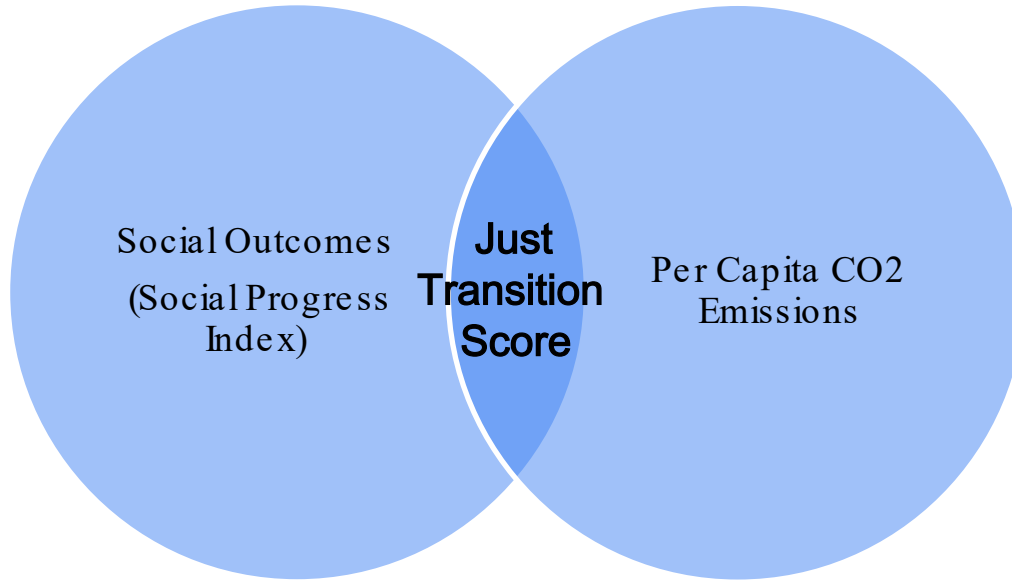 Social Outcomes
(Social Progress
Index)
Just
Transition
Score
Per Capita CO2
Emissions